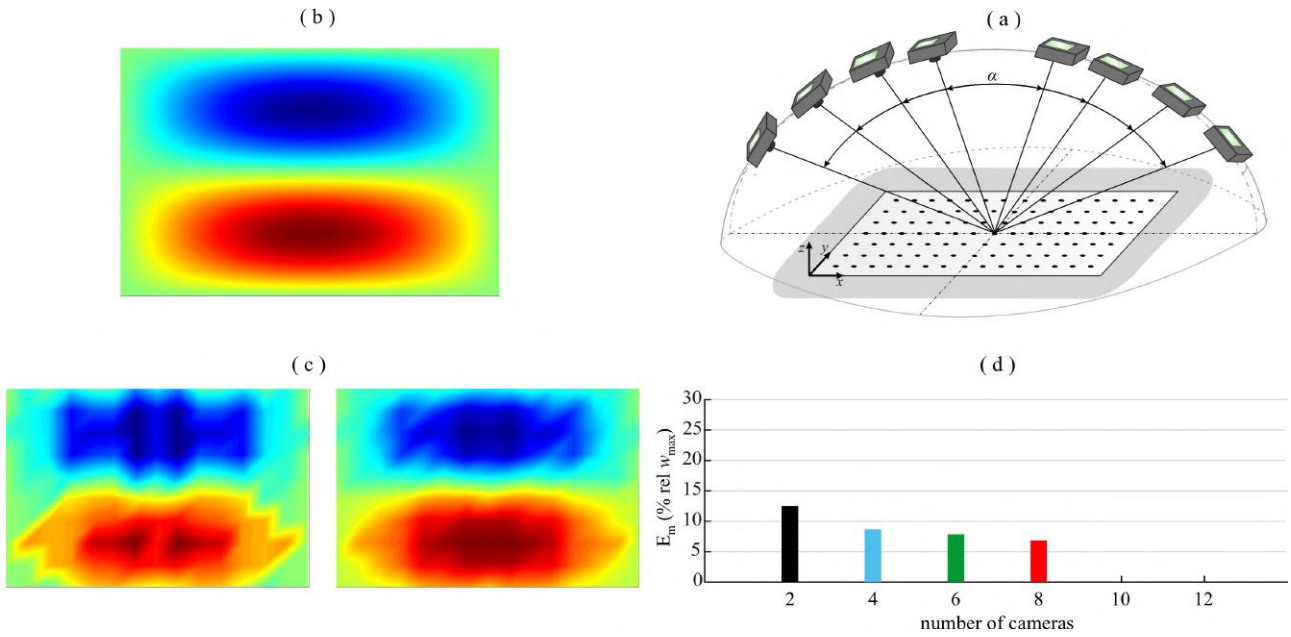 ( b )
( a )
α
z
y
x
( c )
( d )
30
25
20
15
10
5
0
E_m (% rel w_max)
2 4 6 8 10 12
number of cameras